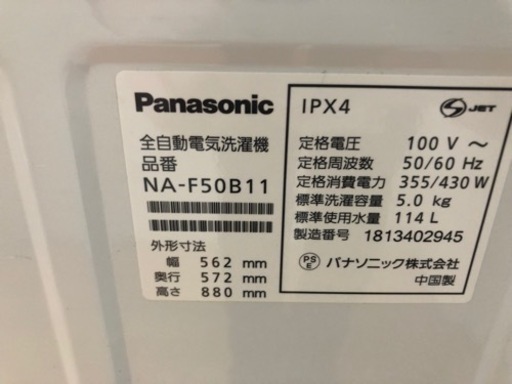 Panasonic
全自動電気洗濯機
品番
NA-F50B11
外形寸法
幅 562 mm
奥行 572 mm
高さ 880 mm
IPX4
S JET
定格電圧 100 V ～
定格周波数 50/60 Hz
定格消費電力 355/430 W
標準洗濯容量 5.0 kg
標準使用水量 114 L
製造番号 1813402945
PS E パナソニック株式会社
中国製